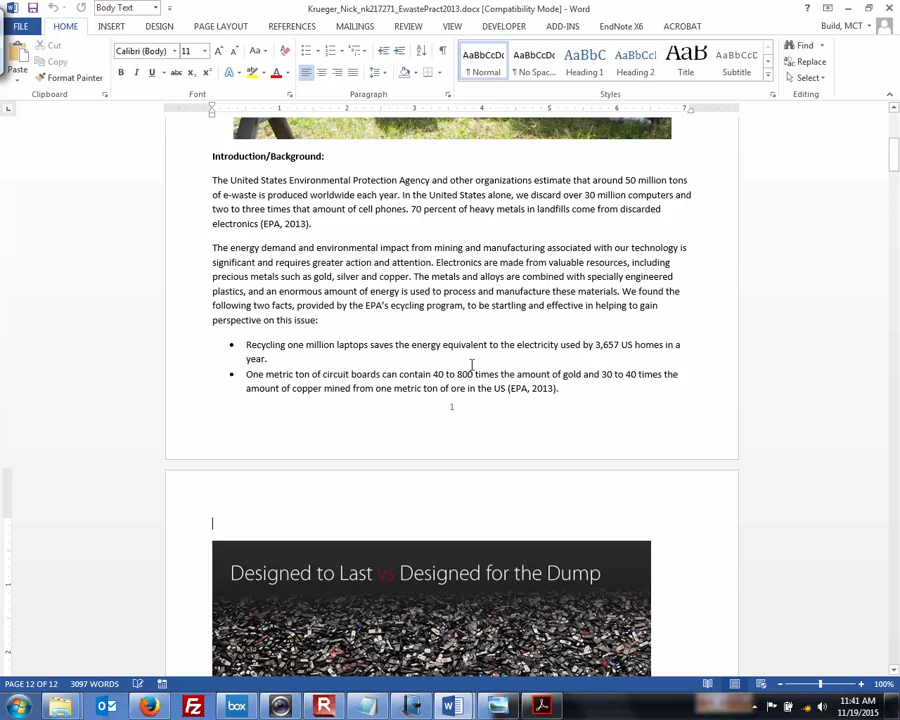 Krueger_Nick_nk217271_EwastePract2013.docx [Compatibility Mode] - Word
Body Text
FILE HOME INSERT DESIGN PAGE LAYOUT REFERENCES MAILINGS REVIEW VIEW DEVELOPER ADD-INS EndNote X6 ACROBAT Build, MCT
Cut
Copy
Format Painter
Paste
Calibri (Body) 11
AaBbCcDc AaBbCcDc AaBbC AaBbCcl AaB AaBbCcD
¶ Normal ¶ No Spac... Heading 1 Heading 2 Title Subtitle
Find
Replace
Select
Clipboard Font Paragraph Styles Editing
1 2 3 4 5 6 7
Introduction/Background:
The United States Environmental Protection Agency and other organizations estimate that around 50 million tons
of e-waste is produced worldwide each year. In the United States alone, we discard over 30 million computers and
two to three times that amount of cell phones. 70 percent of heavy metals in landfills come from discarded
electronics (EPA, 2013).
The energy demand and environmental impact from mining and manufacturing associated with our technology is
significant and requires greater action and attention. Electronics are made from valuable resources, including
precious metals such as gold, silver and copper. The metals and alloys are combined with specially engineered
plastics, and an enormous amount of energy is used to process and manufacture these materials. We found the
following two facts, provided by the EPA's ecycling program, to be startling and effective in helping to gain
perspective on this issue:
• Recycling one million laptops saves the energy equivalent to the electricity used by 3,657 US homes in a
year.
• One metric ton of circuit boards can contain 40 to 800 times the amount of gold and 30 to 40 times the
amount of copper mined from one metric ton of ore in the US (EPA, 2013).
1
Designed to Last vs Designed for the Dump
PAGE 12 OF 12 3097 WORDS 100%
11:41 AM
11/19/2015